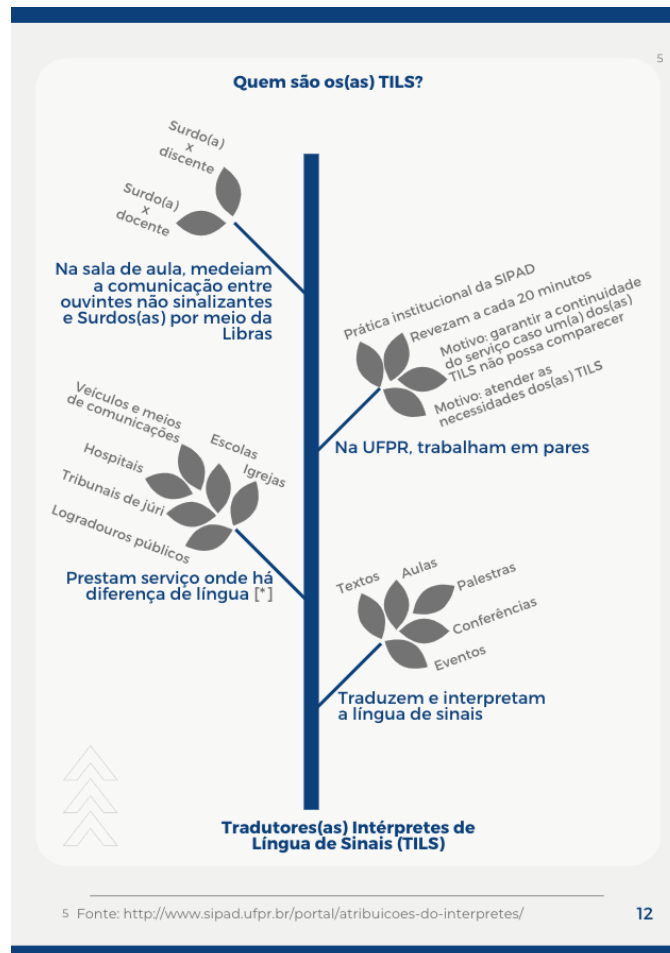 5
Quem são os(as) TILS?
Surdo(a)
x
discente
Surdo(a)
x
docente
Na sala de aula, medeiam
a comunicação entre
ouvintes não sinalizantes
e Surdos(as) por meio da
Libras
Prática institucional da SIPAD
Revezam a cada 20 minutos
Motivo: garantir a continuidade
do serviço caso um(a) dos(as)
TILS não possa comparecer
Motivo: atender as
necessidades dos(as) TILS
Na UFPR, trabalham em pares
Veículos e meios
de comunicações
Escolas
Igrejas
Hospitais
Tribunais de júri
Logradouros públicos
Prestam serviço onde há
diferença de língua [*]
Textos
Aulas
Palestras
Conferências
Eventos
Traduzem e interpretam
a língua de sinais
Tradutores(as) Intérpretes de
Língua de Sinais (TILS)
5 Fonte: http://www.sipad.ufpr.br/portal/atribuicoes-do-interpretes/
12